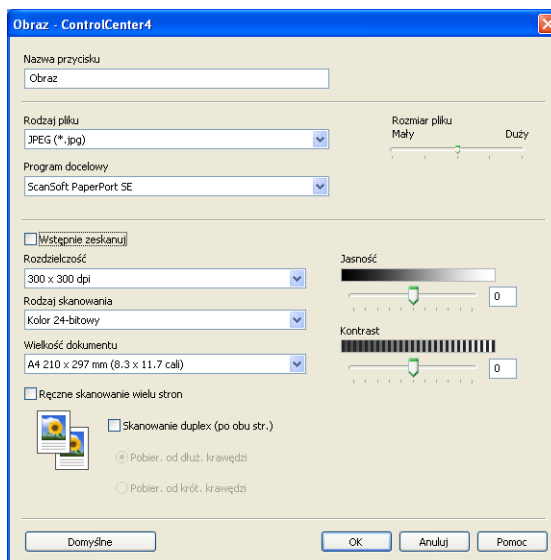 Obraz - ControlCenter4
Nazwa przycisku
Obraz
Rodzaj pliku
JPEG (*.jpg)
Rozmiar pliku
Mały Duży
Program docelowy
ScanSoft PaperPort SE
Wstępnie zeskanuj
Rozdzielczość
300 x 300 dpi
Jasność
0
Rodzaj skanowania
Kolor 24-bitowy
Kontrast
0
Wielkość dokumentu
A4 210 x 297 mm (8.3 x 11.7 cali)
Ręczne skanowanie wielu stron
Skanowanie duplex (po obu str.)
Pobier. od dłuż. krawędzi
Pobier. od krót. krawędzi
Domyślne OK Anuluj Pomoc